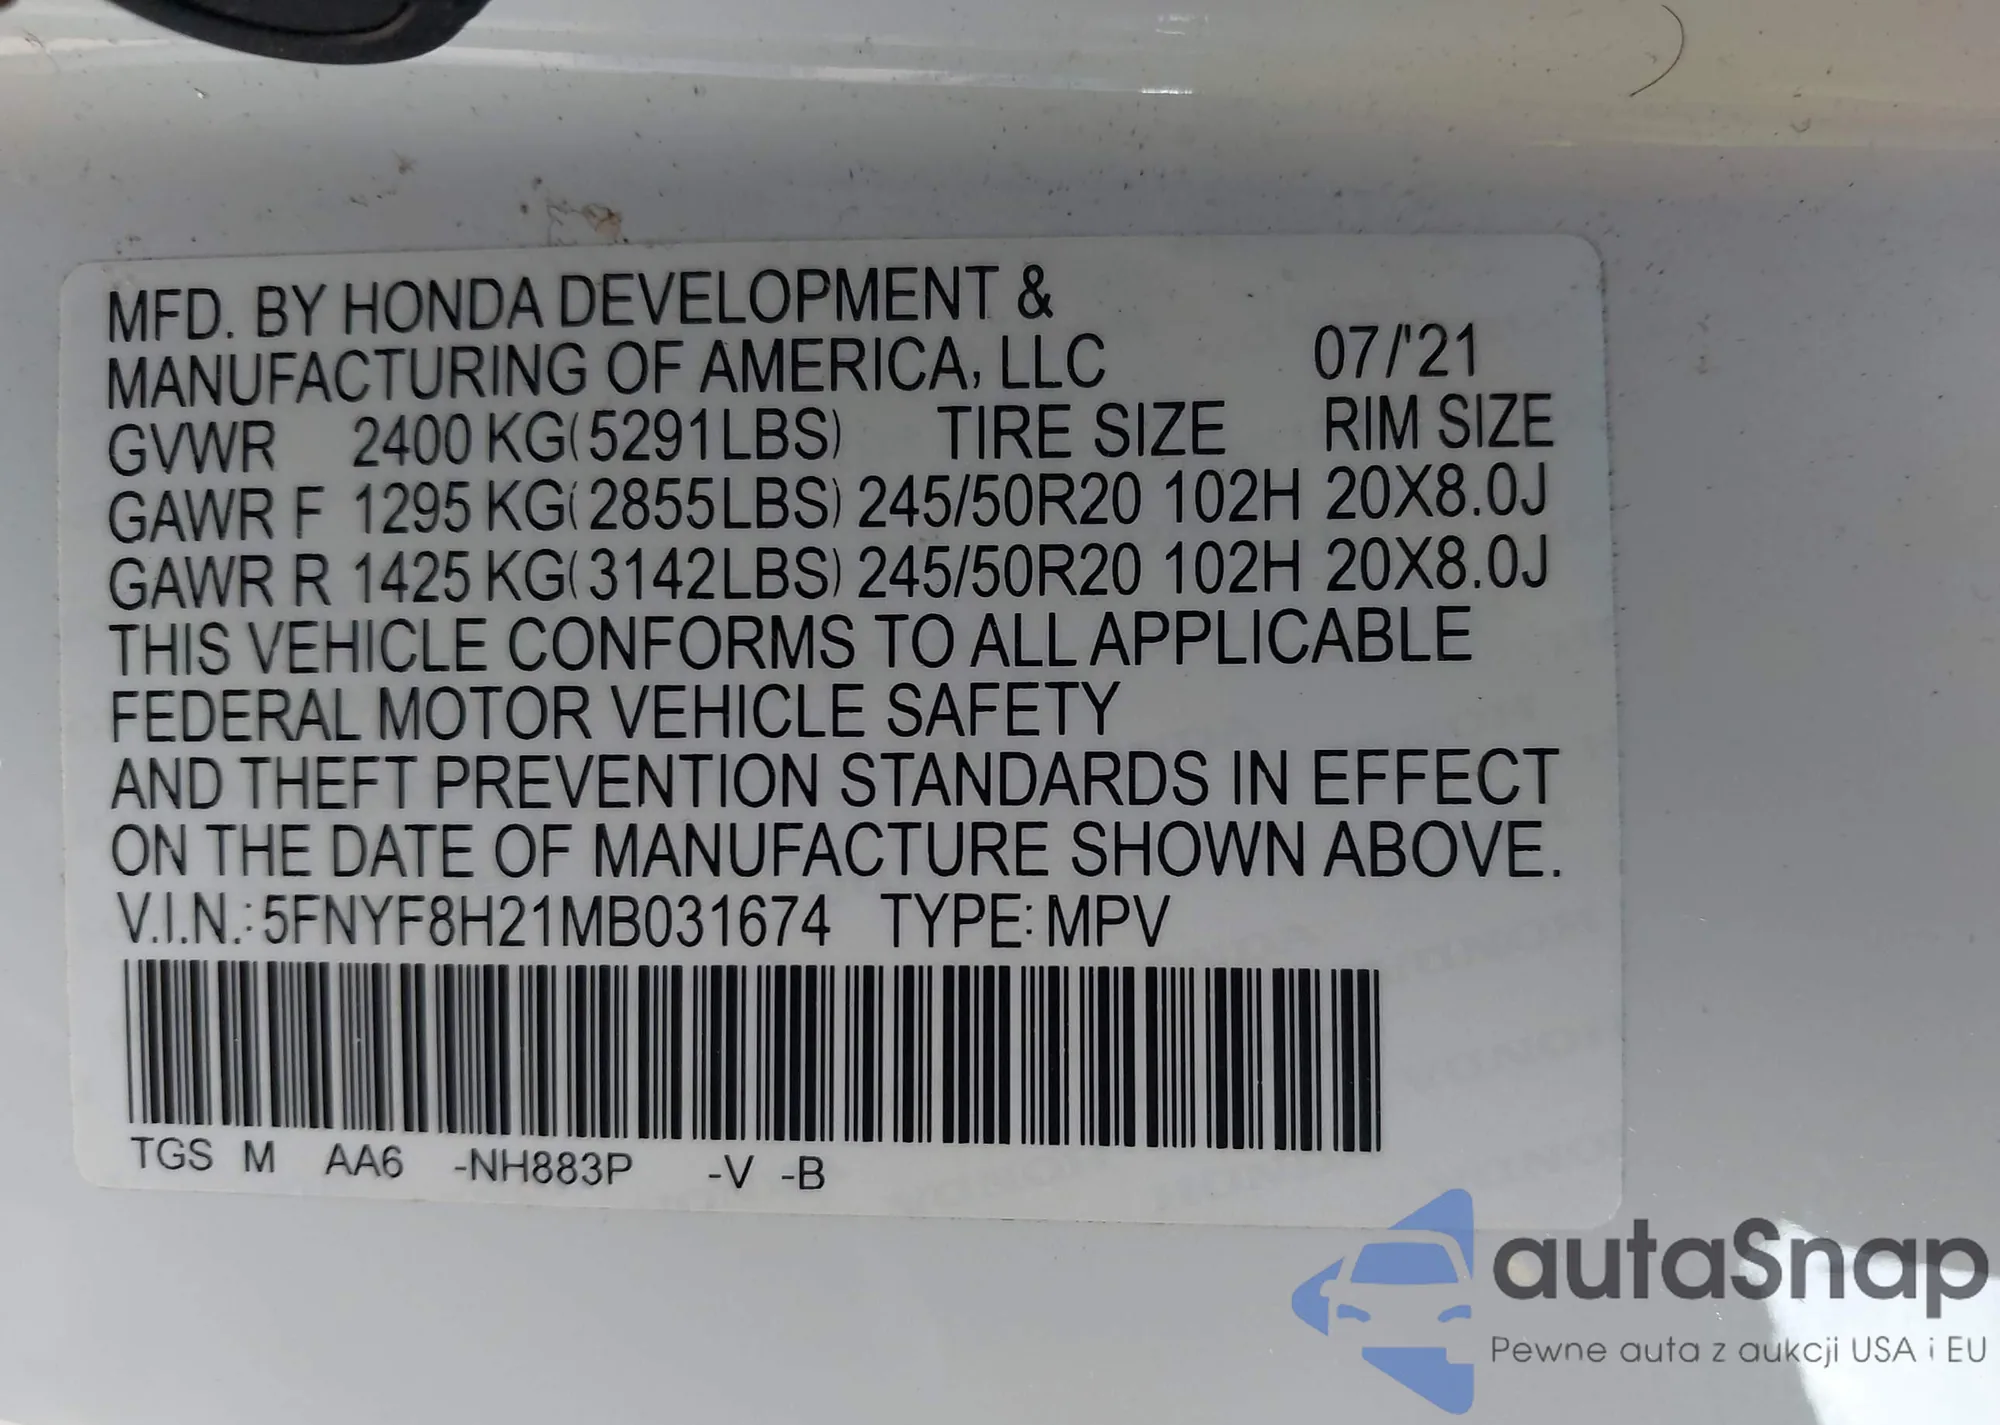 MFD. BY HONDA DEVELOPMENT &
MANUFACTURING OF AMERICA, LLC 07/'21
GVWR 2400 KG(5291LBS) TIRE SIZE RIM SIZE
GAWR F 1295 KG(2855LBS) 245/50R20 102H 20X8.0J
GAWR R 1425 KG(3142LBS) 245/50R20 102H 20X8.0J
THIS VEHICLE CONFORMS TO ALL APPLICABLE
FEDERAL MOTOR VEHICLE SAFETY
AND THEFT PREVENTION STANDARDS IN EFFECT
ON THE DATE OF MANUFACTURE SHOWN ABOVE.
V.I.N.: 5FNYF8H21MB031674 TYPE: MPV
TGS M AA6 -NH883P -V -B
autaSnap
Pewne auta z aukcji USA i EU